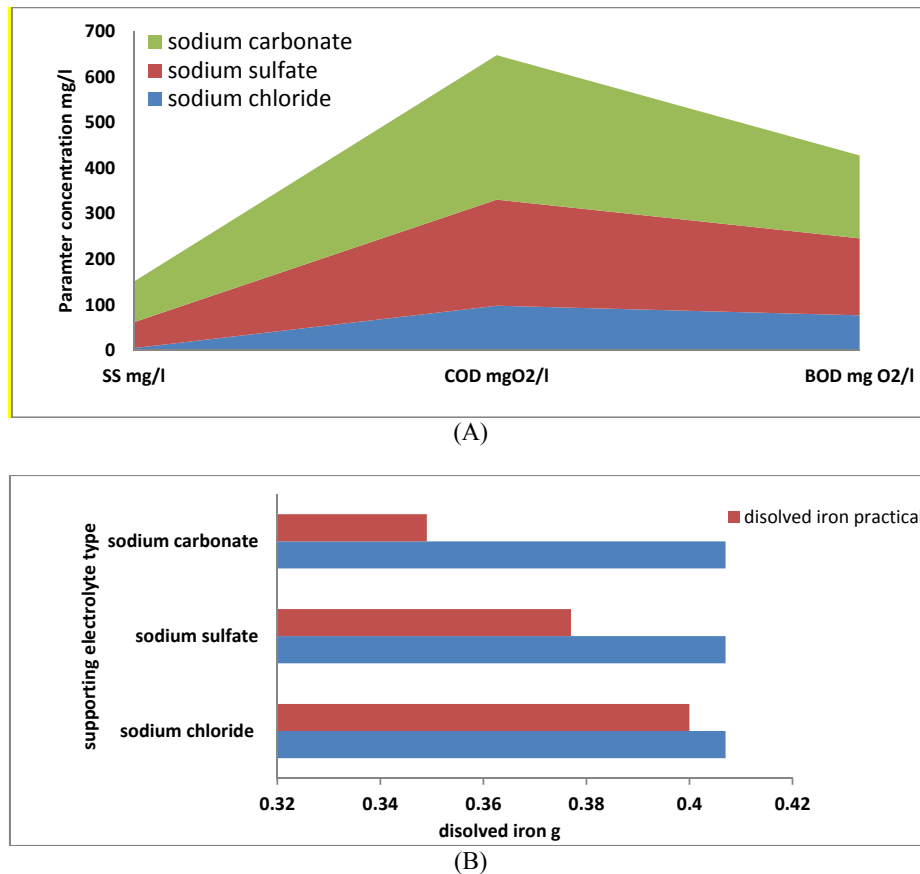 700
600
500
400
300
200
100
0
Paramter concentration mg/l
sodium carbonate
sodium sulfate
sodium chloride
SS mg/l
COD mgO2/l
BOD mg O2/l
(A)
supporting electrolyte type
sodium carbonate
sodium sulfate
sodium chloride
disolved iron practical
0.32
0.34
0.36
0.38
0.4
0.42
disolved iron g
(B)